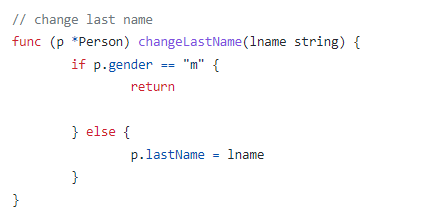 // change last name
func (p *Person) changeLastName(lname string) {
        if p.gender == "m" {
                return

        } else {
                p.lastName = lname
        }
}